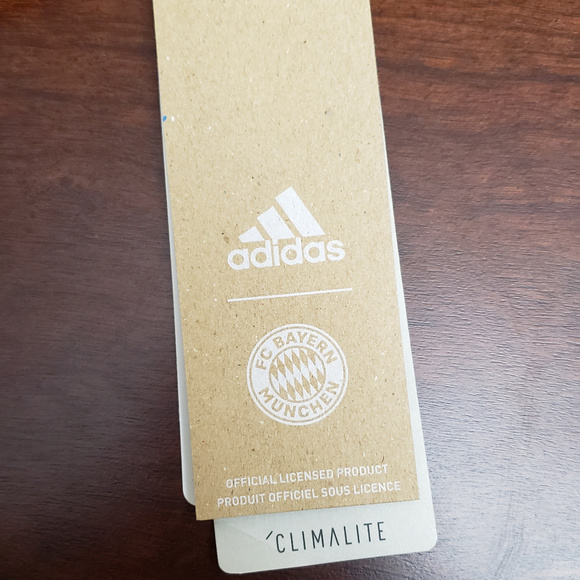 adidas
FC BAYERN
MÜNCHEN
OFFICIAL LICENSED PRODUCT
PRODUIT OFFICIEL SOUS LICENCE
´CLIMALITE